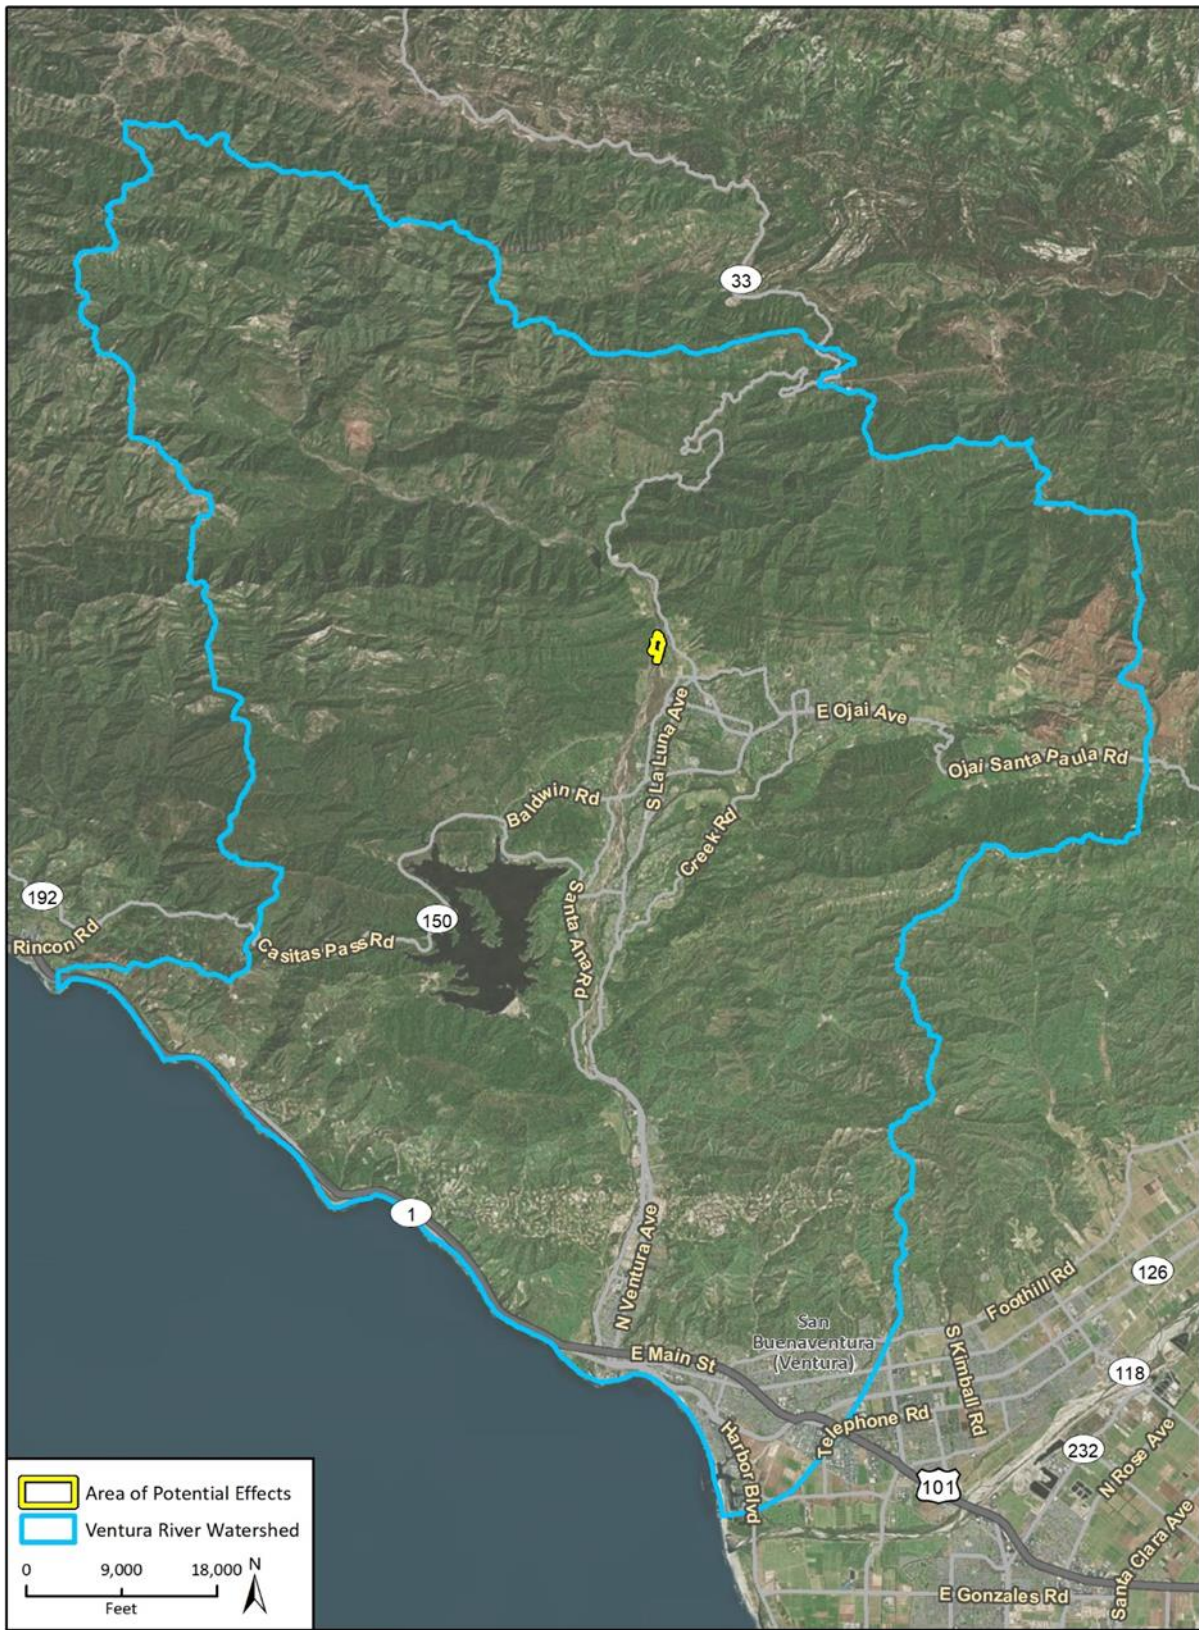 33
E Ojai Ave
S La Luna Ave
Ojai Santa Paula Rd
Baldwin Rd
Creek Rd
192
150
Santa Ana Rd
Rincon Rd
Casitas Pass Rd
1
N Ventura Ave
Foothill Rd
126
San
Buenaventura
(Ventura)
E Main St
S Kimball Rd
118
Telephone Rd
Harbor Blvd
232
N Rose Ave
101
Santa Clara Ave
E Gonzales Rd
Area of Potential Effects
Ventura River Watershed
0 9,000 18,000
Feet
N